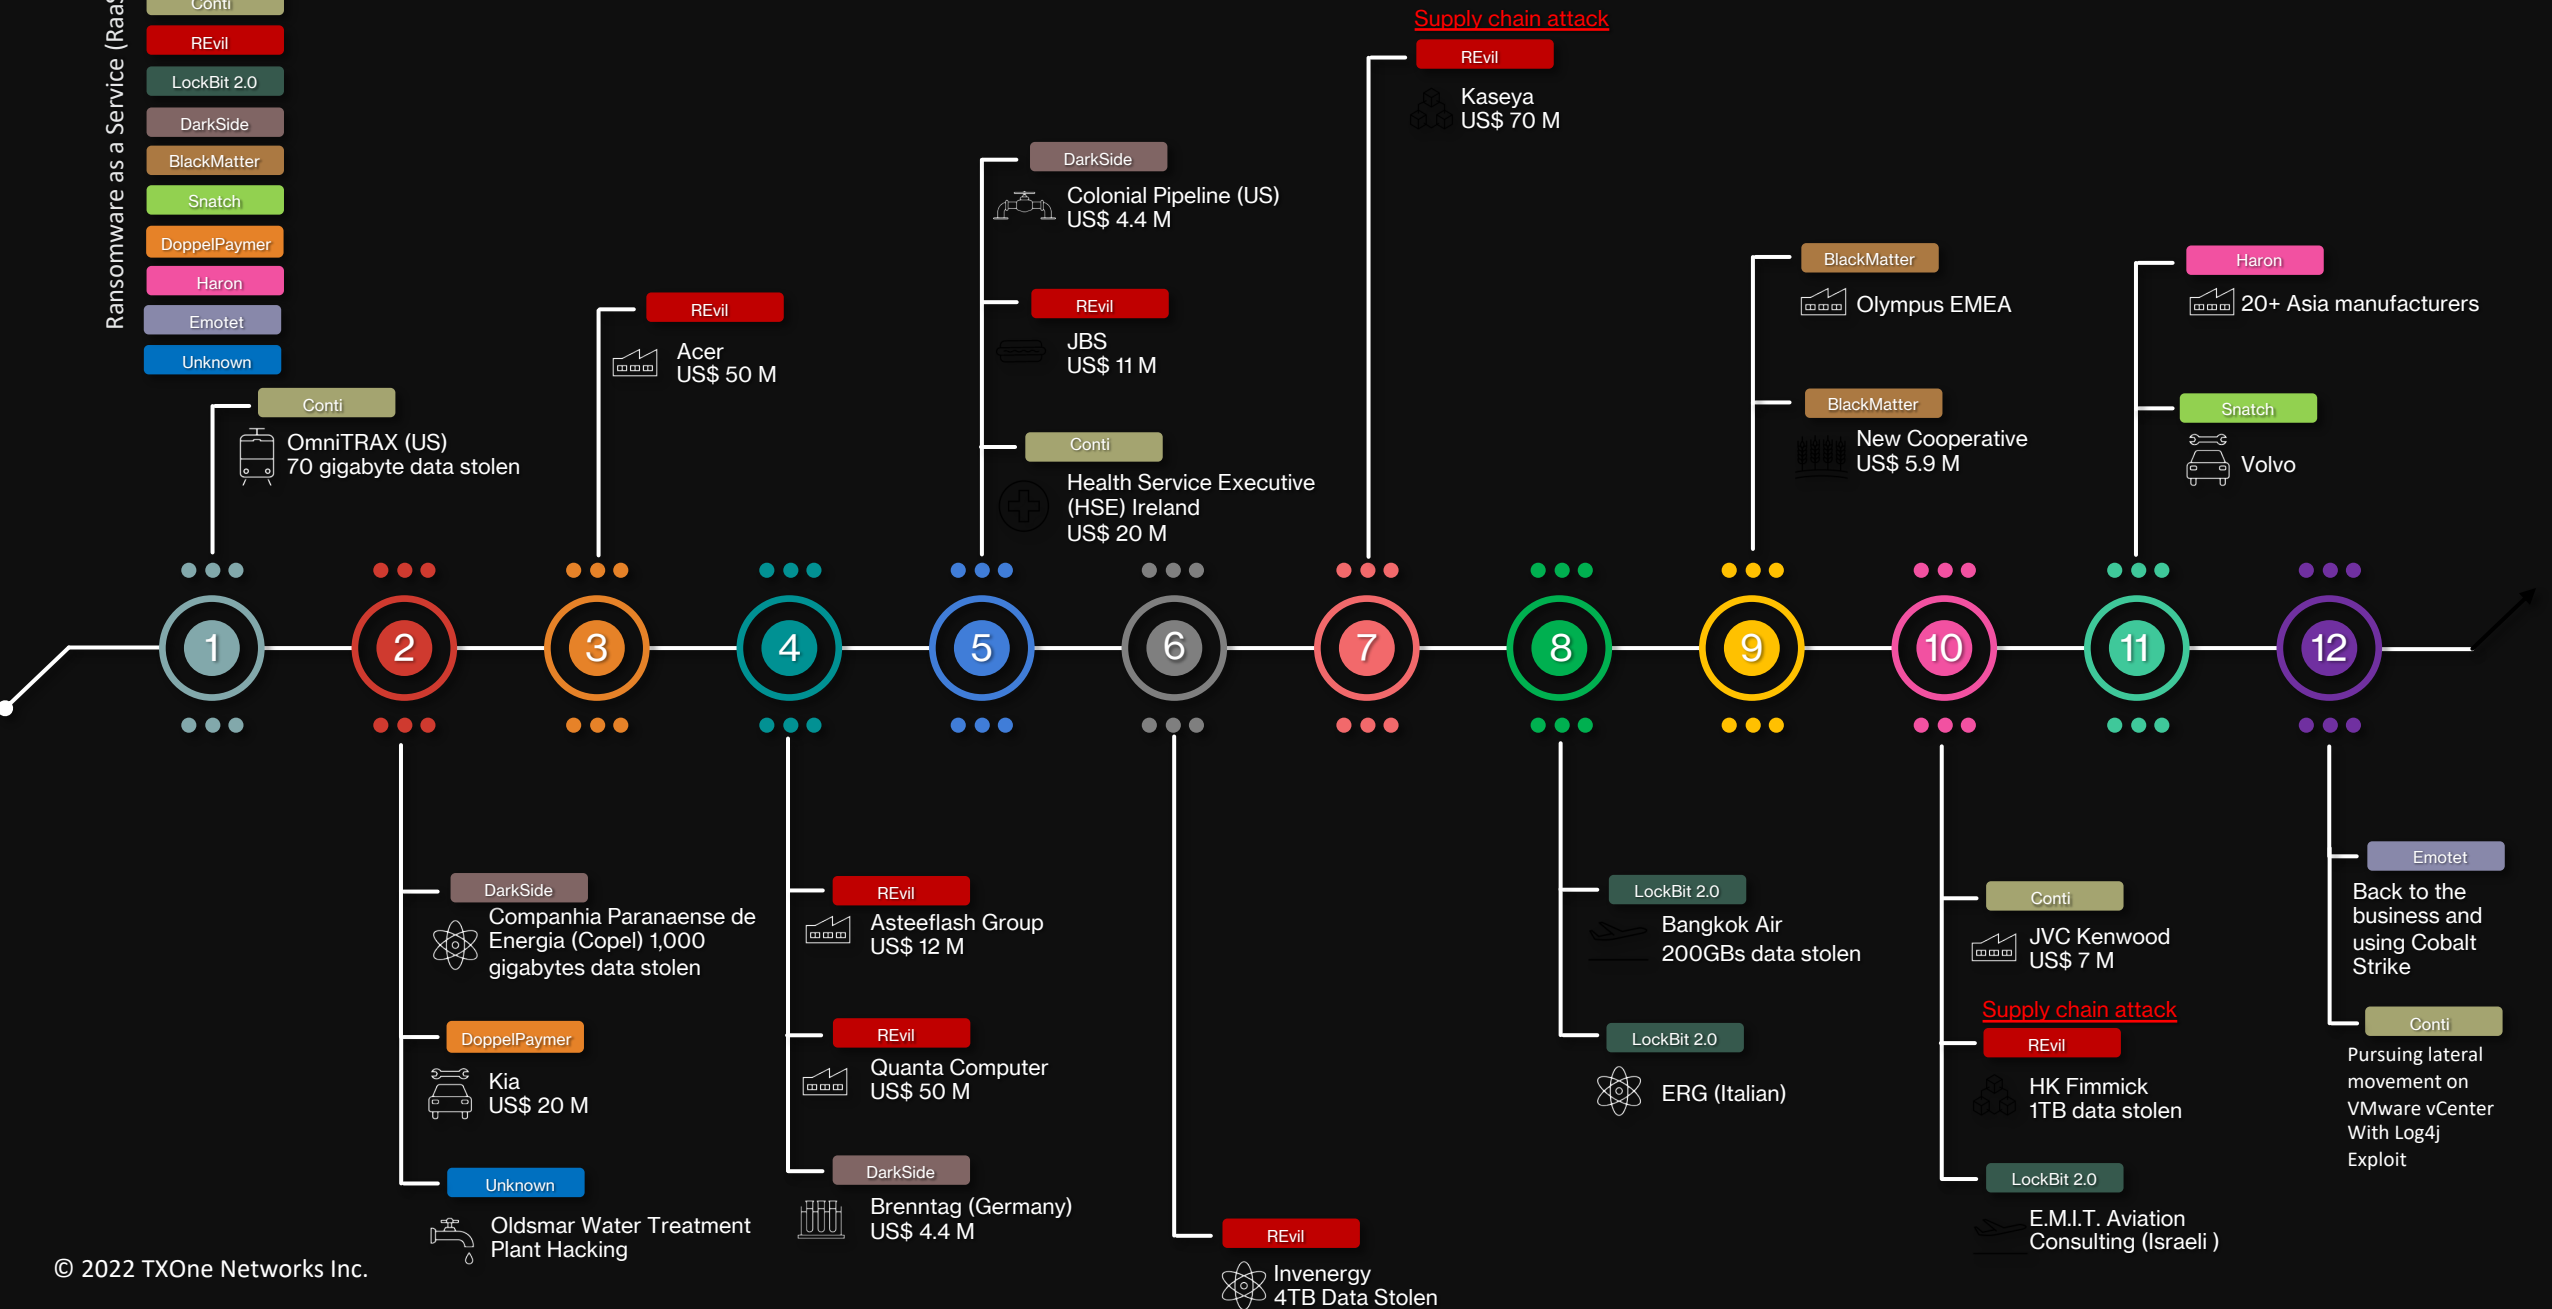 Ransomware as a Service (RaaS
Conti
REvil
LockBit 2.0
DarkSide
BlackMatter
Snatch
DoppelPaymer
Haron
Emotet
Unknown
Conti
OmniTRAX (US)
70 gigabyte data stolen
REvil
Acer
US$ 50 M
DarkSide
Colonial Pipeline (US)
US$ 4.4 M
REvil
JBS
US$ 11 M
Conti
Health Service Executive
(HSE) Ireland
US$ 20 M
Supply chain attack
REvil
Kaseya
US$ 70 M
BlackMatter
Olympus EMEA
BlackMatter
New Cooperative
US$ 5.9 M
Haron
20+ Asia manufacturers
Snatch
Volvo
1
2
3
4
5
6
7
8
9
10
11
12
DarkSide
Companhia Paranaense de
Energia (Copel) 1,000
gigabytes data stolen
DoppelPaymer
Kia
US$ 20 M
Unknown
Oldsmar Water Treatment
Plant Hacking
REvil
Asteeflash Group
US$ 12 M
REvil
Quanta Computer
US$ 50 M
DarkSide
Brenntag (Germany)
US$ 4.4 M
REvil
Invenergy
4TB Data Stolen
LockBit 2.0
Bangkok Air
200GBs data stolen
LockBit 2.0
ERG (Italian)
Conti
JVC Kenwood
US$ 7 M
Supply chain attack
REvil
HK Fimmick
1TB data stolen
LockBit 2.0
E.M.I.T. Aviation
Consulting (Israeli )
Emotet
Back to the
business and
using Cobalt
Strike
Conti
Pursuing lateral
movement on
VMware vCenter
With Log4j
Exploit
© 2022 TXOne Networks Inc.